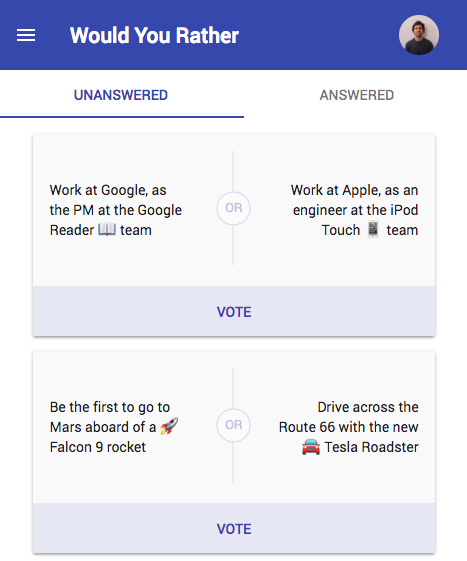 Would You Rather
UNANSWERED
ANSWERED
Work at Google, as
the PM at the Google
Reader 📖 team
OR
Work at Apple, as an
engineer at the iPod
Touch 📱 team
VOTE
Be the first to go to
Mars aboard of a 🚀
Falcon 9 rocket
OR
Drive across the
Route 66 with the new
🚘 Tesla Roadster
VOTE